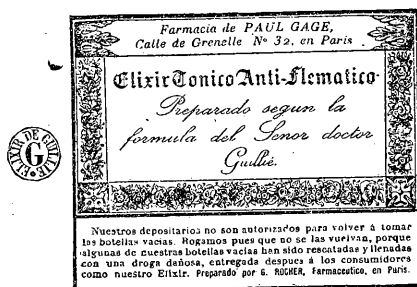 Farmacia de PAUL GAGE,
Calle de Grenelle Nº 32, en Paris
Elixir Tonico Anti-Flematico
Preparado segun la
formula del Senor doctor
Guillié.
ELIXIR DE GUILLIE
G
Nuestros depositarios no son autorizados para volver á tomar
las botellas vacias. Rogamos pues que no se las vuelvan, porque
algunas de nuestras botellas vacias han sido rescatadas y llenadas
con una droga dañosa, entregada despues á los consumidores
como nuestro Elixir. Preparado por G. ROCHER, Farmaceutico, en Paris.